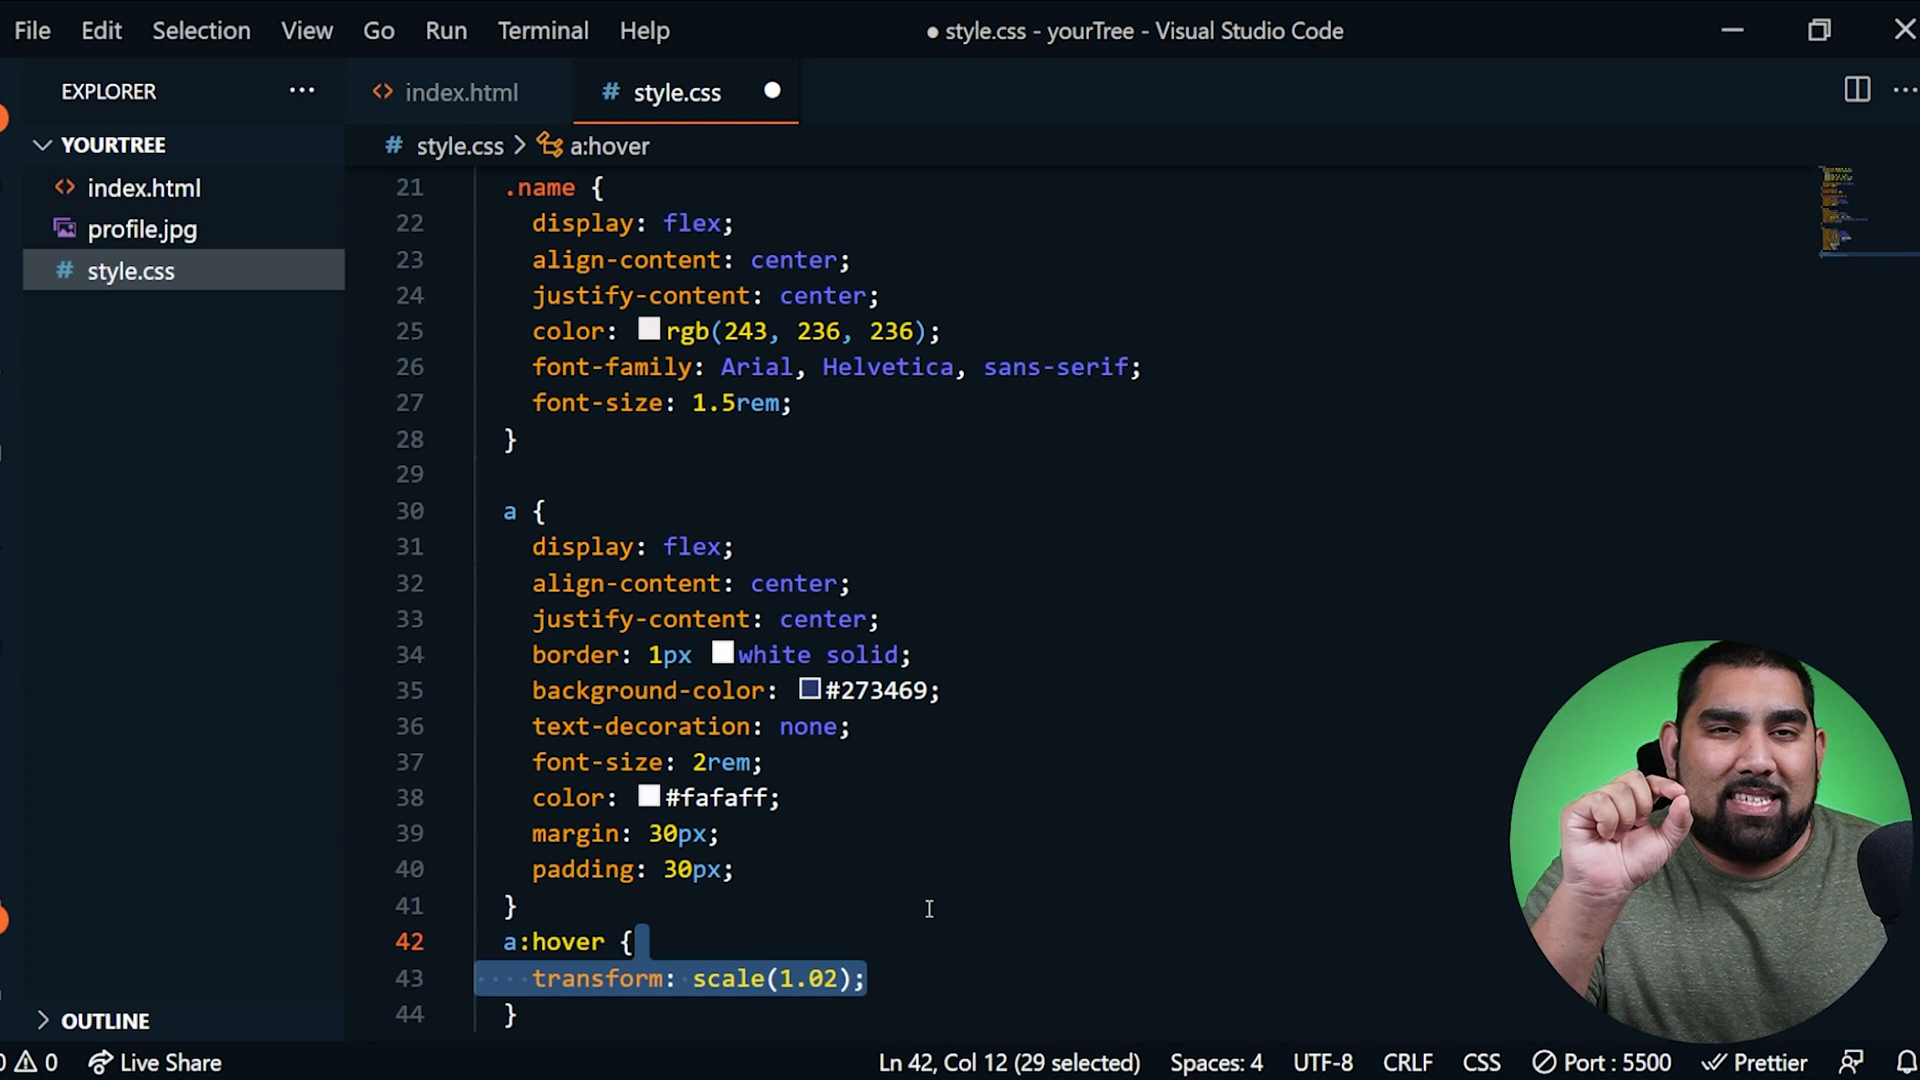 File Edit Selection View Go Run Terminal Help
● style.css - yourTree - Visual Studio Code
EXPLORER ···
index.html
# style.css
YOURTREE
index.html
profile.jpg
# style.css
# style.css > a:hover
21 .name {
22 display: flex;
23 align-content: center;
24 justify-content: center;
25 color: rgb(243, 236, 236);
26 font-family: Arial, Helvetica, sans-serif;
27 font-size: 1.5rem;
28 }
29
30 a {
31 display: flex;
32 align-content: center;
33 justify-content: center;
34 border: 1px white solid;
35 background-color: #273469;
36 text-decoration: none;
37 font-size: 2rem;
38 color: #fafaff;
39 margin: 30px;
40 padding: 30px;
41 }
42 a:hover {
43 ····transform:·scale(1.02);
44 }
OUTLINE
0 0 Live Share
Ln 42, Col 12 (29 selected) Spaces: 4 UTF-8 CRLF CSS Port : 5500 Prettier